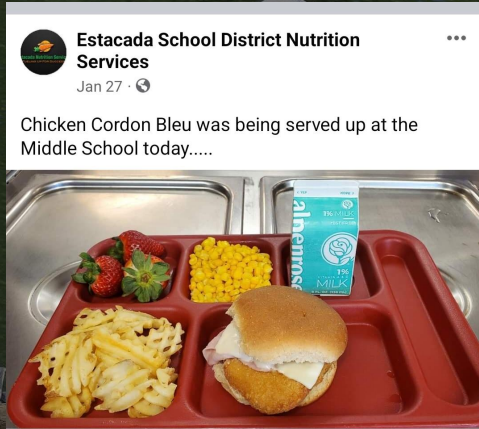 Estacada School District Nutrition
Services
Jan 27 ·
Chicken Cordon Bleu was being served up at the
Middle School today.....
alpenrose
1% MILK
1%
MILK